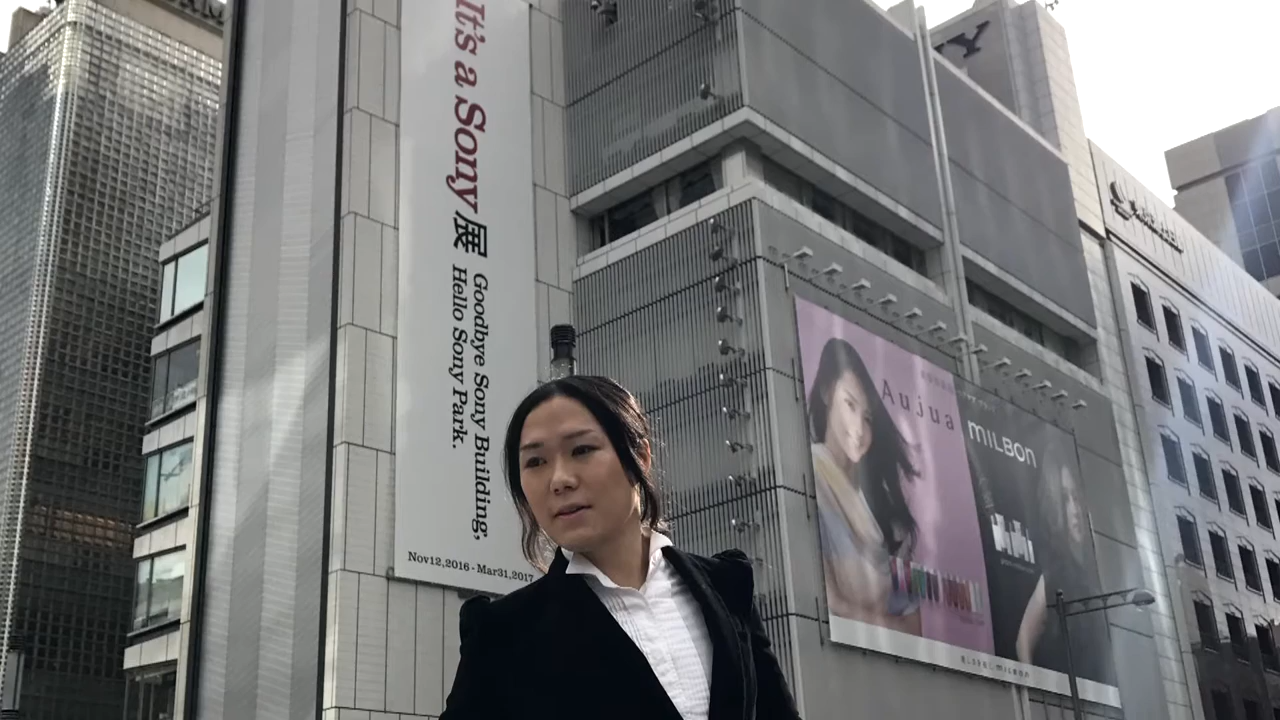 It's a Sony展
Goodbye Sony Building,
Hello Sony Park.
Nov12,2016 - Mar31,2017
Aujua
MILBON